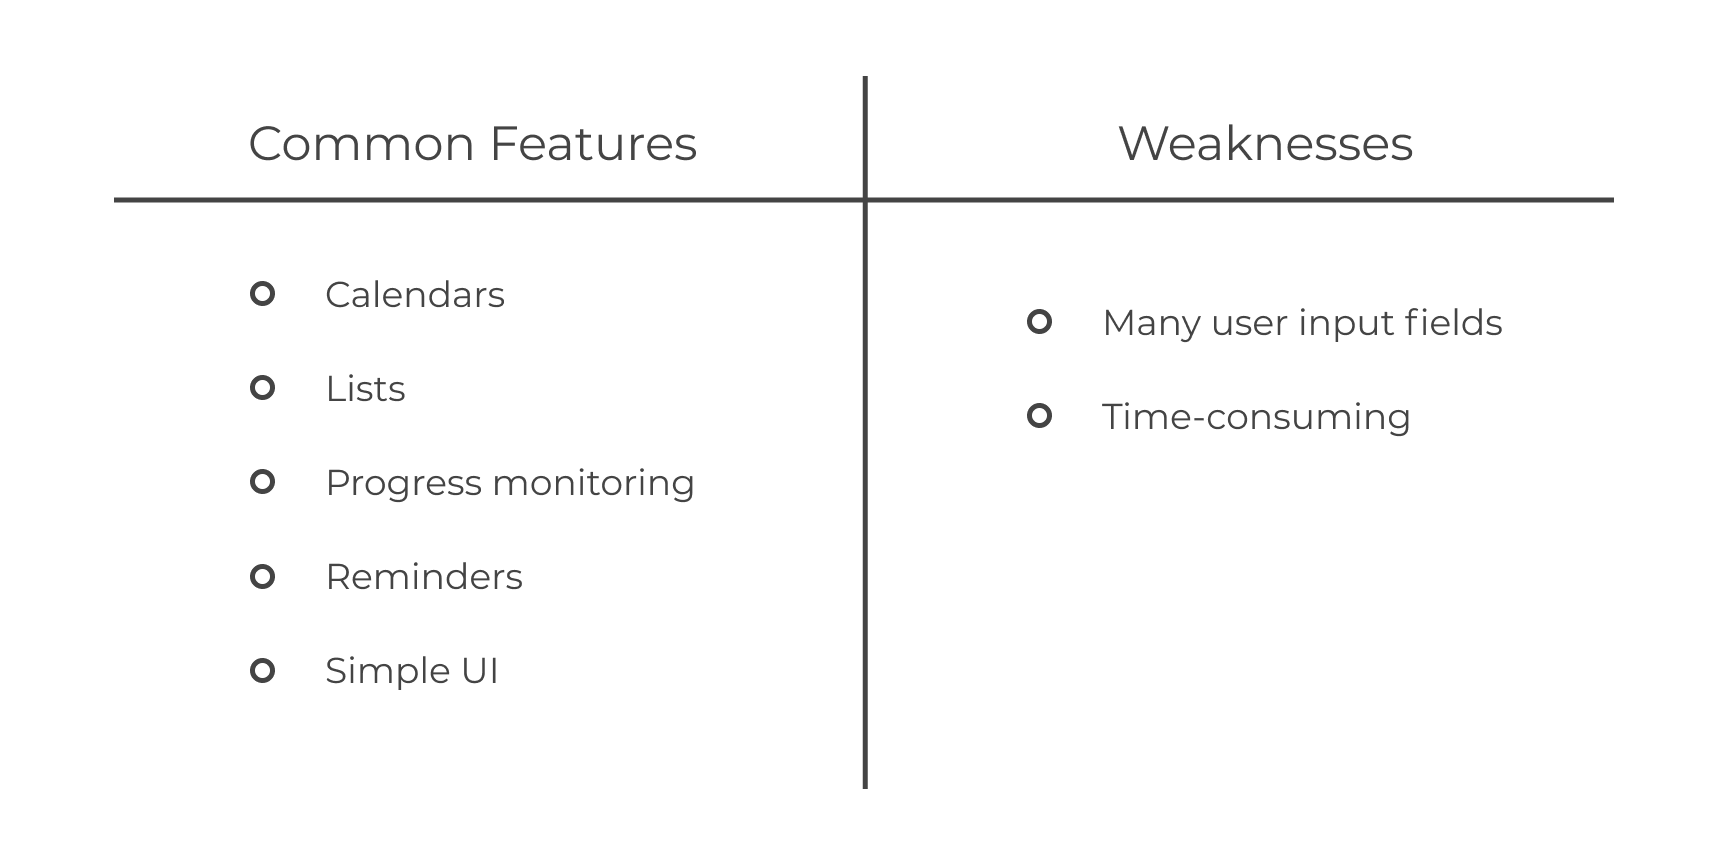 Common Features
Calendars
Lists
Progress monitoring
Reminders
Simple UI
Weaknesses
Many user input fields
Time-consuming